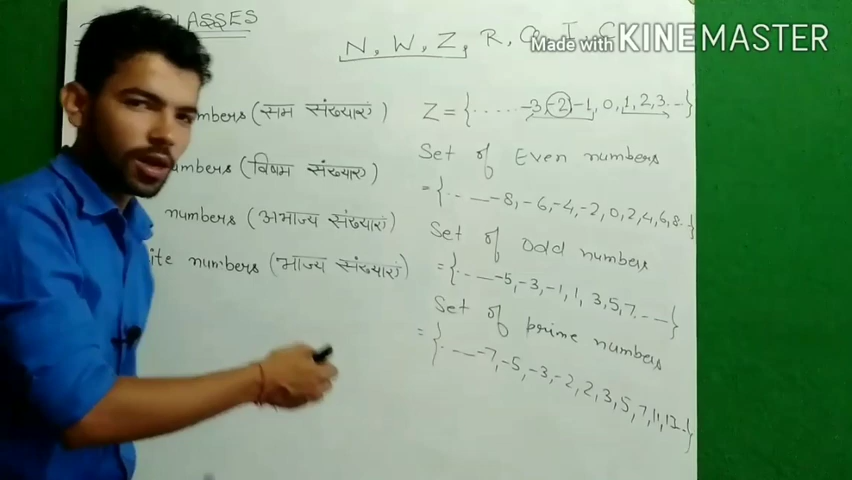 CLASSES
N, W, Z, R, Q, I, C
Made with KINEMASTER
numbers (सम संख्याएं)
Z = {......-3,-2,-1,0,1,2,3...}
Set of Even numbers
numbers (विषम संख्याएं)
= {...-8,-6,-4,-2,0,2,4,6,8..}
numbers (अभाज्य संख्याएं)
Set of odd numbers
ite numbers (भाज्य संख्याएं)
= {...-5,-3,-1,1,3,5,7...}
Set of prime numbers
= {...-7,-5,-3,-2,2,3,5,7,11,13..}